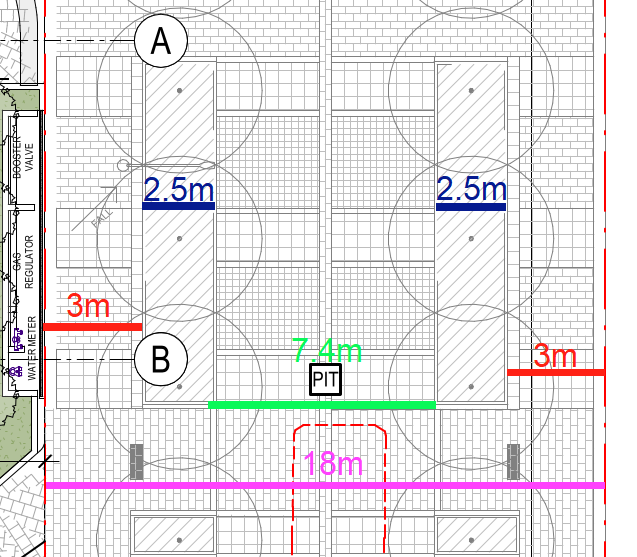 A
BOOSTER
VALVE
2.5m
2.5m
FALL
GAS
REGULATOR
3m
WATER METER
B
7.4m
3m
PIT
18m